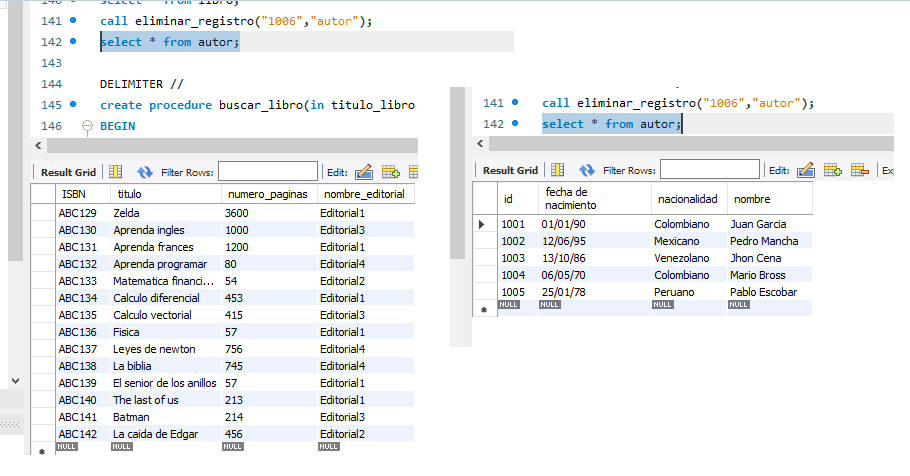 140 select * from libro;
141 call eliminar_registro("1006","autor");
142 select * from autor;
143
144 DELIMITER //
145 create procedure buscar_libro(in titulo_libro
146 BEGIN
Result Grid Filter Rows: Edit:
ISBN titulo numero_paginas nombre_editorial
ABC129 Zelda 3600 Editorial1
ABC130 Aprenda ingles 1000 Editorial3
ABC131 Aprenda frances 1200 Editorial1
ABC132 Aprenda programar 80 Editorial4
ABC133 Matematica financi... 54 Editorial2
ABC134 Calculo diferencial 453 Editorial1
ABC135 Calculo vectorial 415 Editorial3
ABC136 Fisica 57 Editorial1
ABC137 Leyes de newton 756 Editorial4
ABC138 La biblia 745 Editorial4
ABC139 El senior de los anillos 57 Editorial1
ABC140 The last of us 213 Editorial1
ABC141 Batman 214 Editorial3
ABC142 La caida de Edgar 456 Editorial2
NULL NULL NULL NULL
141 call eliminar_registro("1006","autor");
142 select * from autor;
Result Grid Filter Rows: Edit: Ex
id fecha de nacimiento nacionalidad nombre
1001 01/01/90 Colombiano Juan Garcia
1002 12/06/95 Mexicano Pedro Mancha
1003 13/10/86 Venezolano Jhon Cena
1004 06/05/70 Colombiano Mario Bross
1005 25/01/78 Peruano Pablo Escobar
NULL NULL NULL NULL